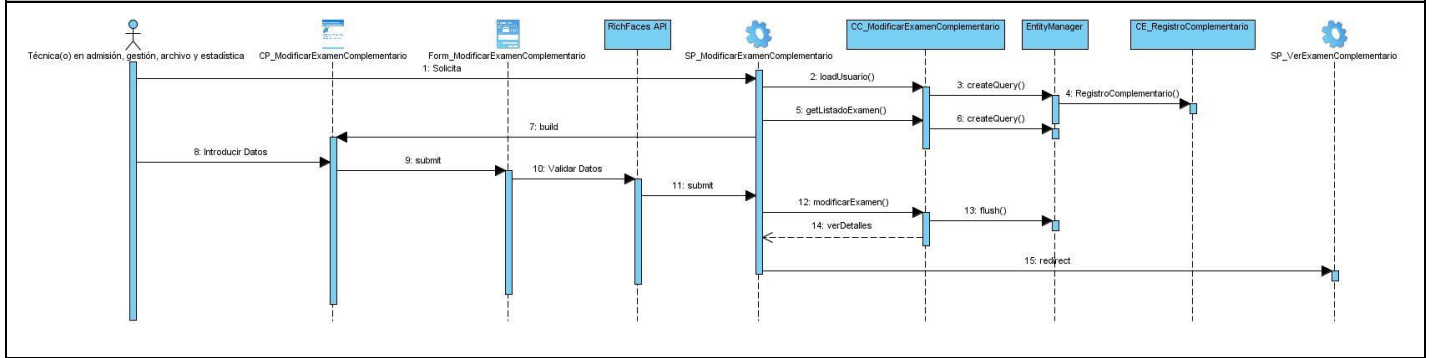 RichFaces API
CC_ModificarExamenComplementario
EntityManager
CE_RegistroComplementario
Técnica(o) en admisión, gestión, archivo y estadística
CP_ModificarExamenComplementario
Form_ModificarExamenComplementario
SP_ModificarExamenComplementario
SP_VerExamenComplementario
1: Solicita
2: loadUsuario()
3: createQuery()
4: RegistroComplementario()
5: getListadoExamen()
6: createQuery()
7: build
8: Introducir Datos
9: submit
10: Validar Datos
11: submit
12: modificarExamen()
13: flush()
14: verDetalles
15: redirect